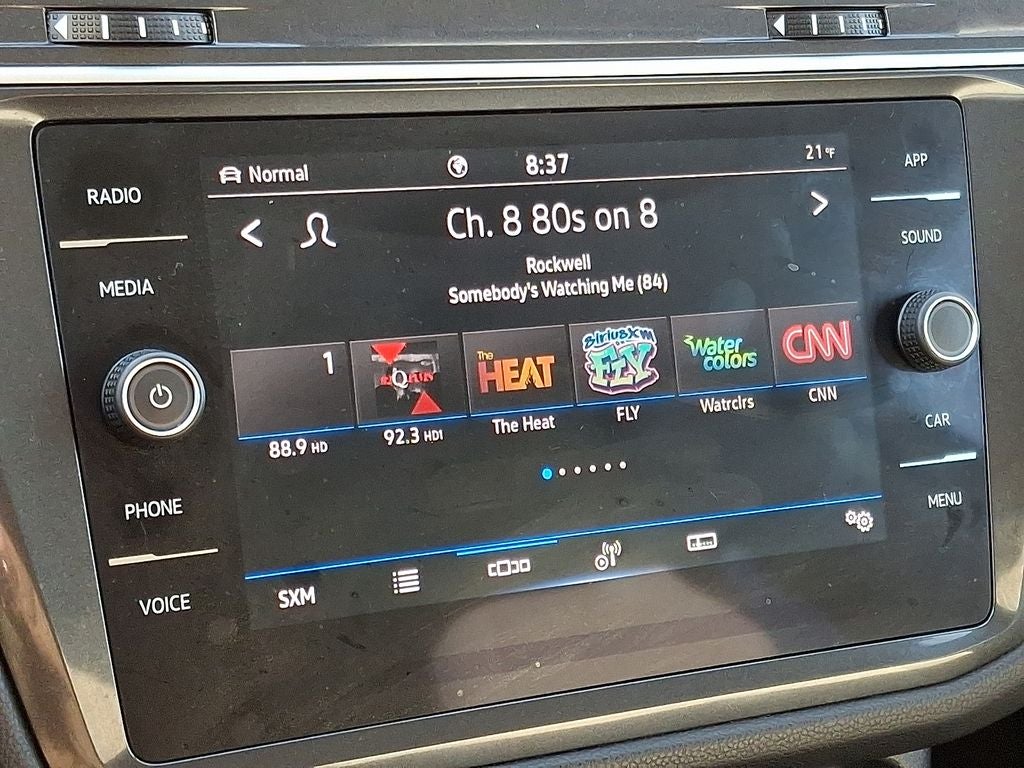 RADIO
MEDIA
PHONE
VOICE
Normal
8:37
21°F
Ch. 8 80s on 8
Rockwell
Somebody's Watching Me (84)
1
88.9 HD
92.3 HD1
The HEAT
The Heat
siriusxm
FLY
FLY
Water colors
Watrclrs
CNN
CNN
SXM
APP
SOUND
CAR
MENU